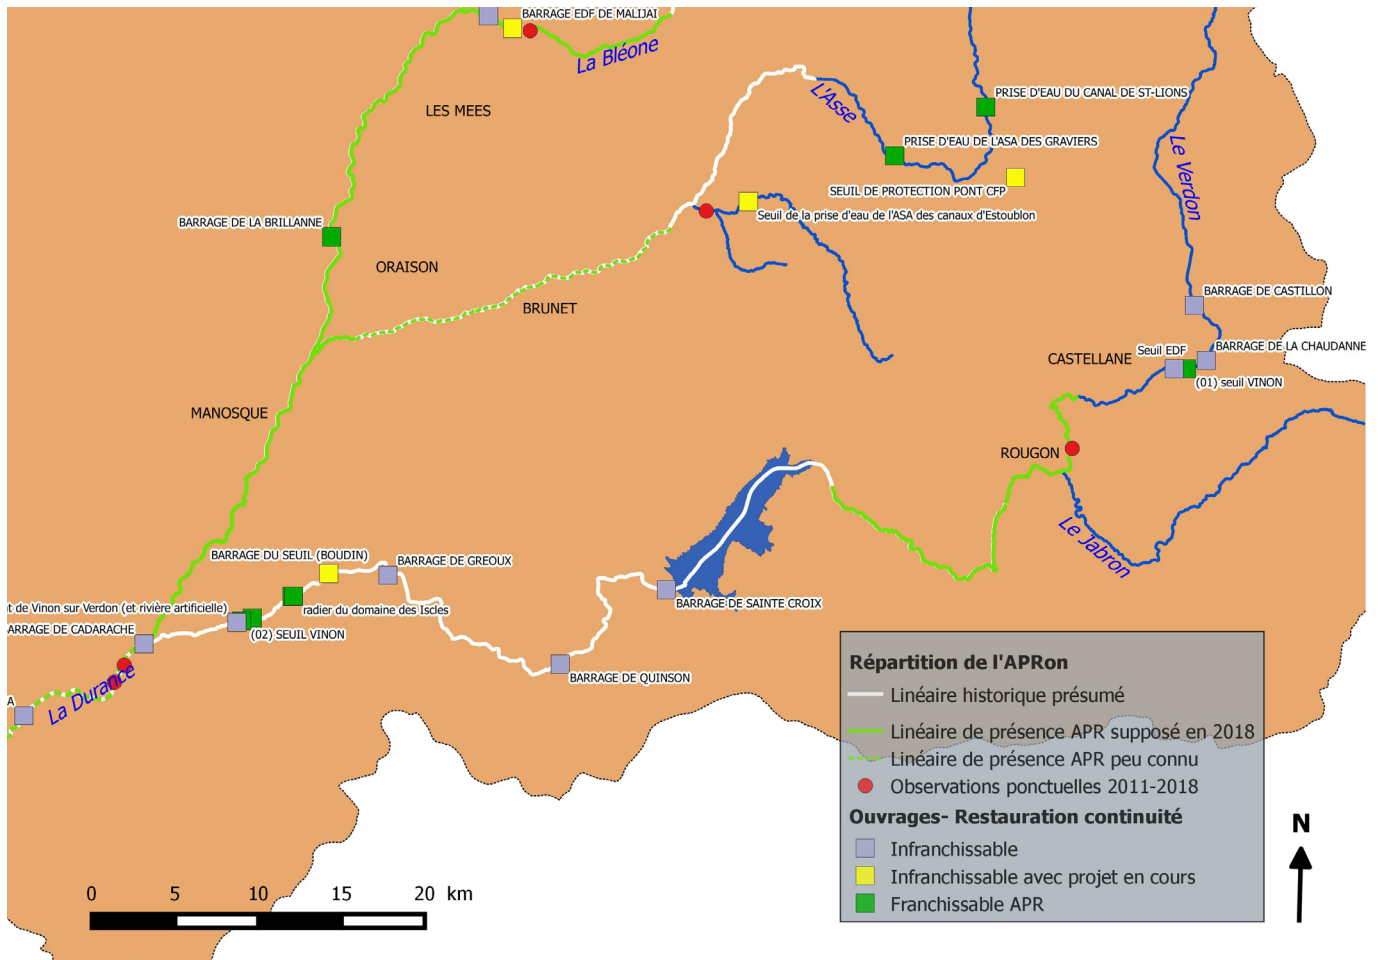 BARRAGE EDF DE MALIJAI
La Bléone
LES MEES
L'Asse
PRISE D'EAU DU CANAL DE ST-LIONS
PRISE D'EAU DE L'ASA DES GRAVIERS
Le Verdon
SEUIL DE PROTECTION PONT CFP
BARRAGE DE LA BRILLANNE
Seuil de la prise d'eau de l'ASA des canaux d'Estoublon
ORAISON
BRUNET
BARRAGE DE CASTILLON
CASTELLANE
Seuil EDF
BARRAGE DE LA CHAUDANNE
(01) seuil VINON
MANOSQUE
ROUGON
Le Jabron
BARRAGE DU SEUIL (BOUDIN)
BARRAGE DE GREOUX
t de Vinon sur Verdon (et rivière artificielle)
radier du domaine des Iscles
BARRAGE DE SAINTE CROIX
ARRAGE DE CADARACHE
(02) SEUIL VINON
BARRAGE DE QUINSON
La Durance
A
Répartition de l'APRon
Linéaire historique présumé
Linéaire de présence APR supposé en 2018
Linéaire de présence APR peu connu
Observations ponctuelles 2011-2018
Ouvrages- Restauration continuité
Infranchissable
Infranchissable avec projet en cours
Franchissable APR
N
0 5 10 15 20 km